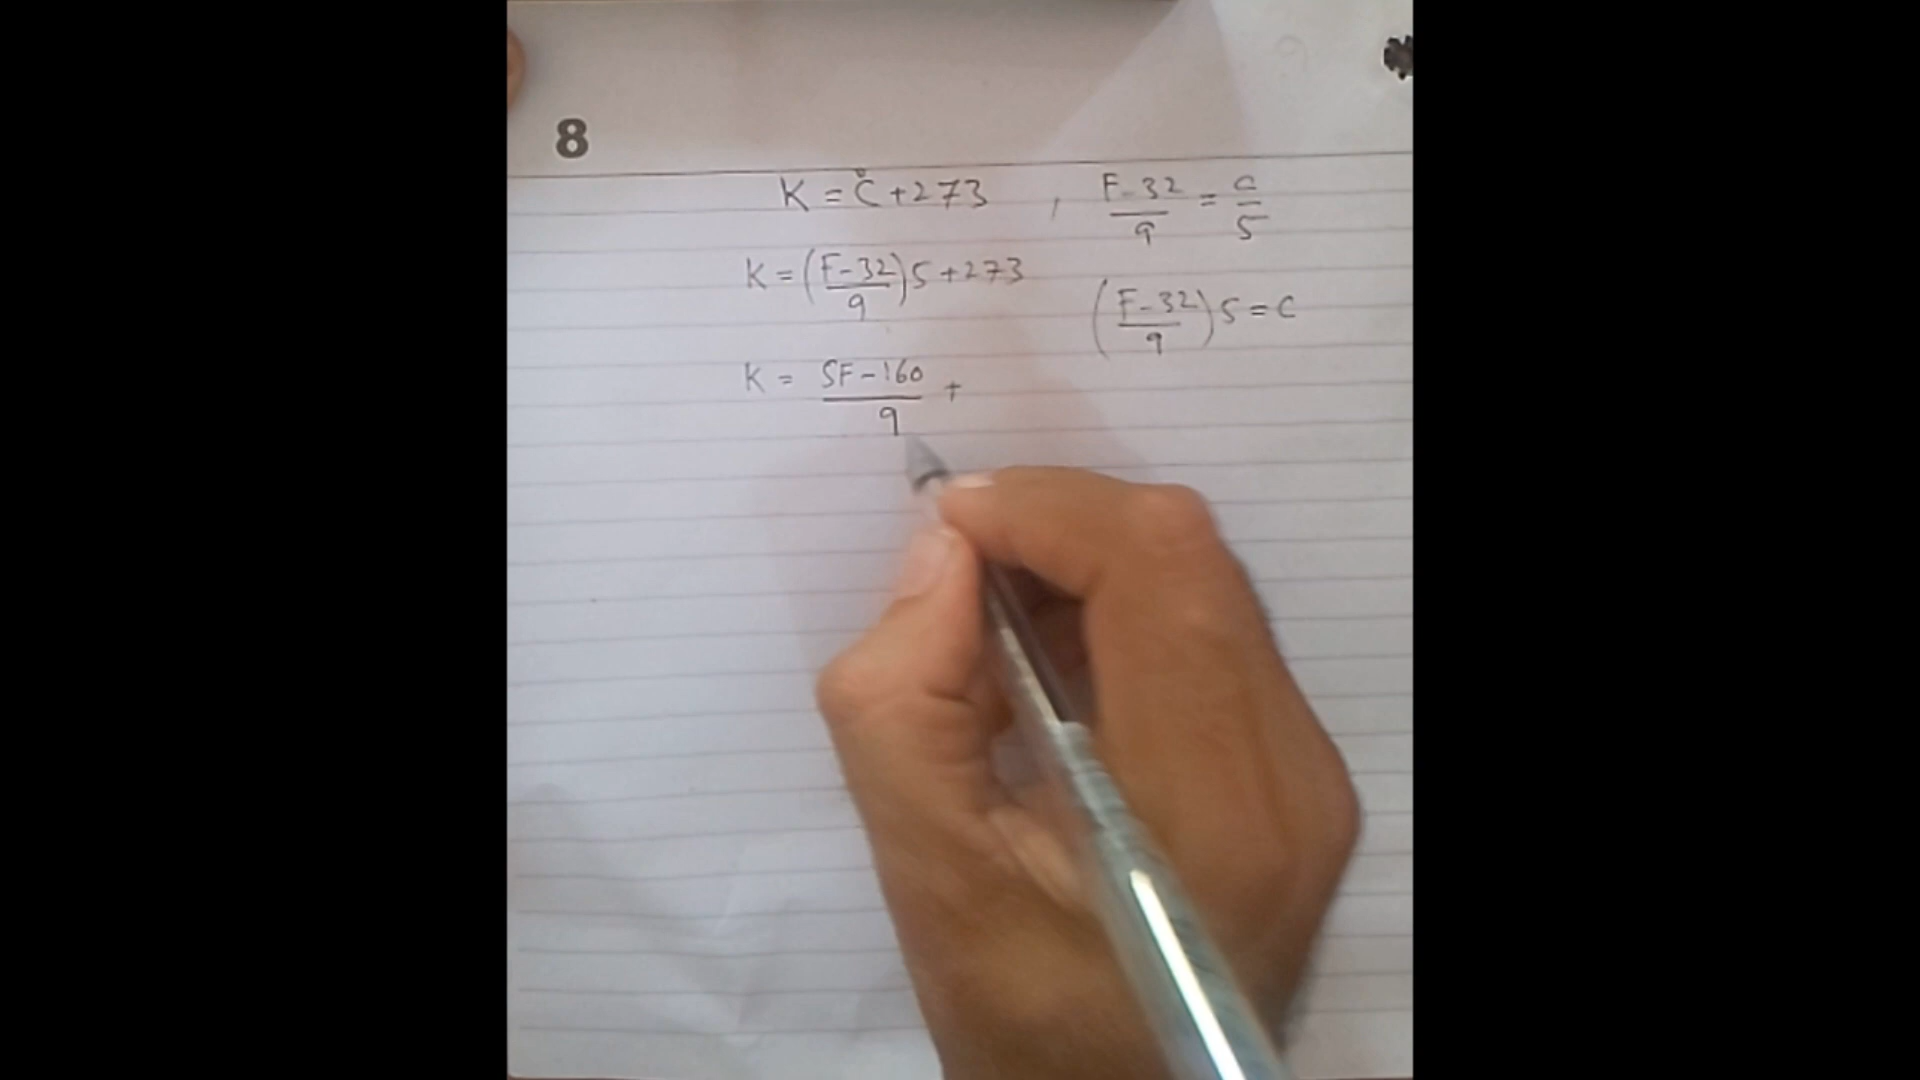 8
K = C̊ + 273 , (F - 32)/9 = C/5
K = ((F - 32)/9) 5 + 273
((F - 32)/9) 5 = C
K = (5F - 160)/9 +